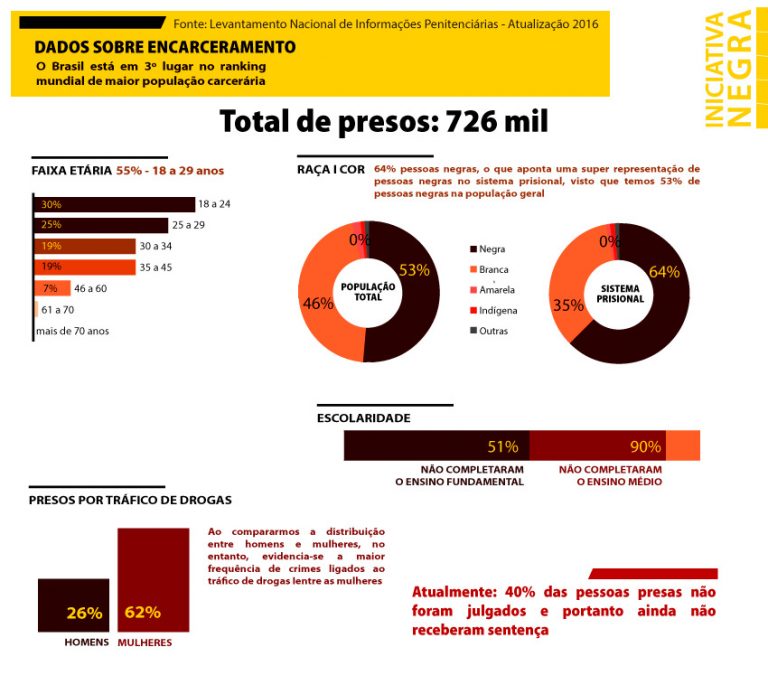 Fonte: Levantamento Nacional de Informações Penitenciárias - Atualização 2016
DADOS SOBRE ENCARCERAMENTO
O Brasil está em 3º lugar no ranking
mundial de maior população carcerária
INICIATIVA
NEGRA
Total de presos: 726 mil
FAIXA ETÁRIA 55% - 18 a 29 anos
30% 18 a 24
25% 25 a 29
19% 30 a 34
19% 35 a 45
7% 46 a 60
61 a 70
mais de 70 anos
RAÇA I COR
64% pessoas negras, o que aponta uma super representação de
pessoas negras no sistema prisional, visto que temos 53% de
pessoas negras na população geral
0%
53%
46%
POPULAÇÃO
TOTAL
Negra
Branca
Amarela
Indígena
Outras
0%
64%
35%
SISTEMA
PRISIONAL
ESCOLARIDADE
51% 90%
NÃO COMPLETARAM
O ENSINO FUNDAMENTAL
NÃO COMPLETARAM
O ENSINO MÉDIO
PRESOS POR TRÁFICO DE DROGAS
26% 62%
HOMENS MULHERES
Ao compararmos a distribuição
entre homens e mulheres, no
entanto, evidencia-se a maior
frequência de crimes ligados ao
tráfico de drogas lentre as mulheres
Atualmente: 40% das pessoas presas não
foram julgados e portanto ainda não
receberam sentença